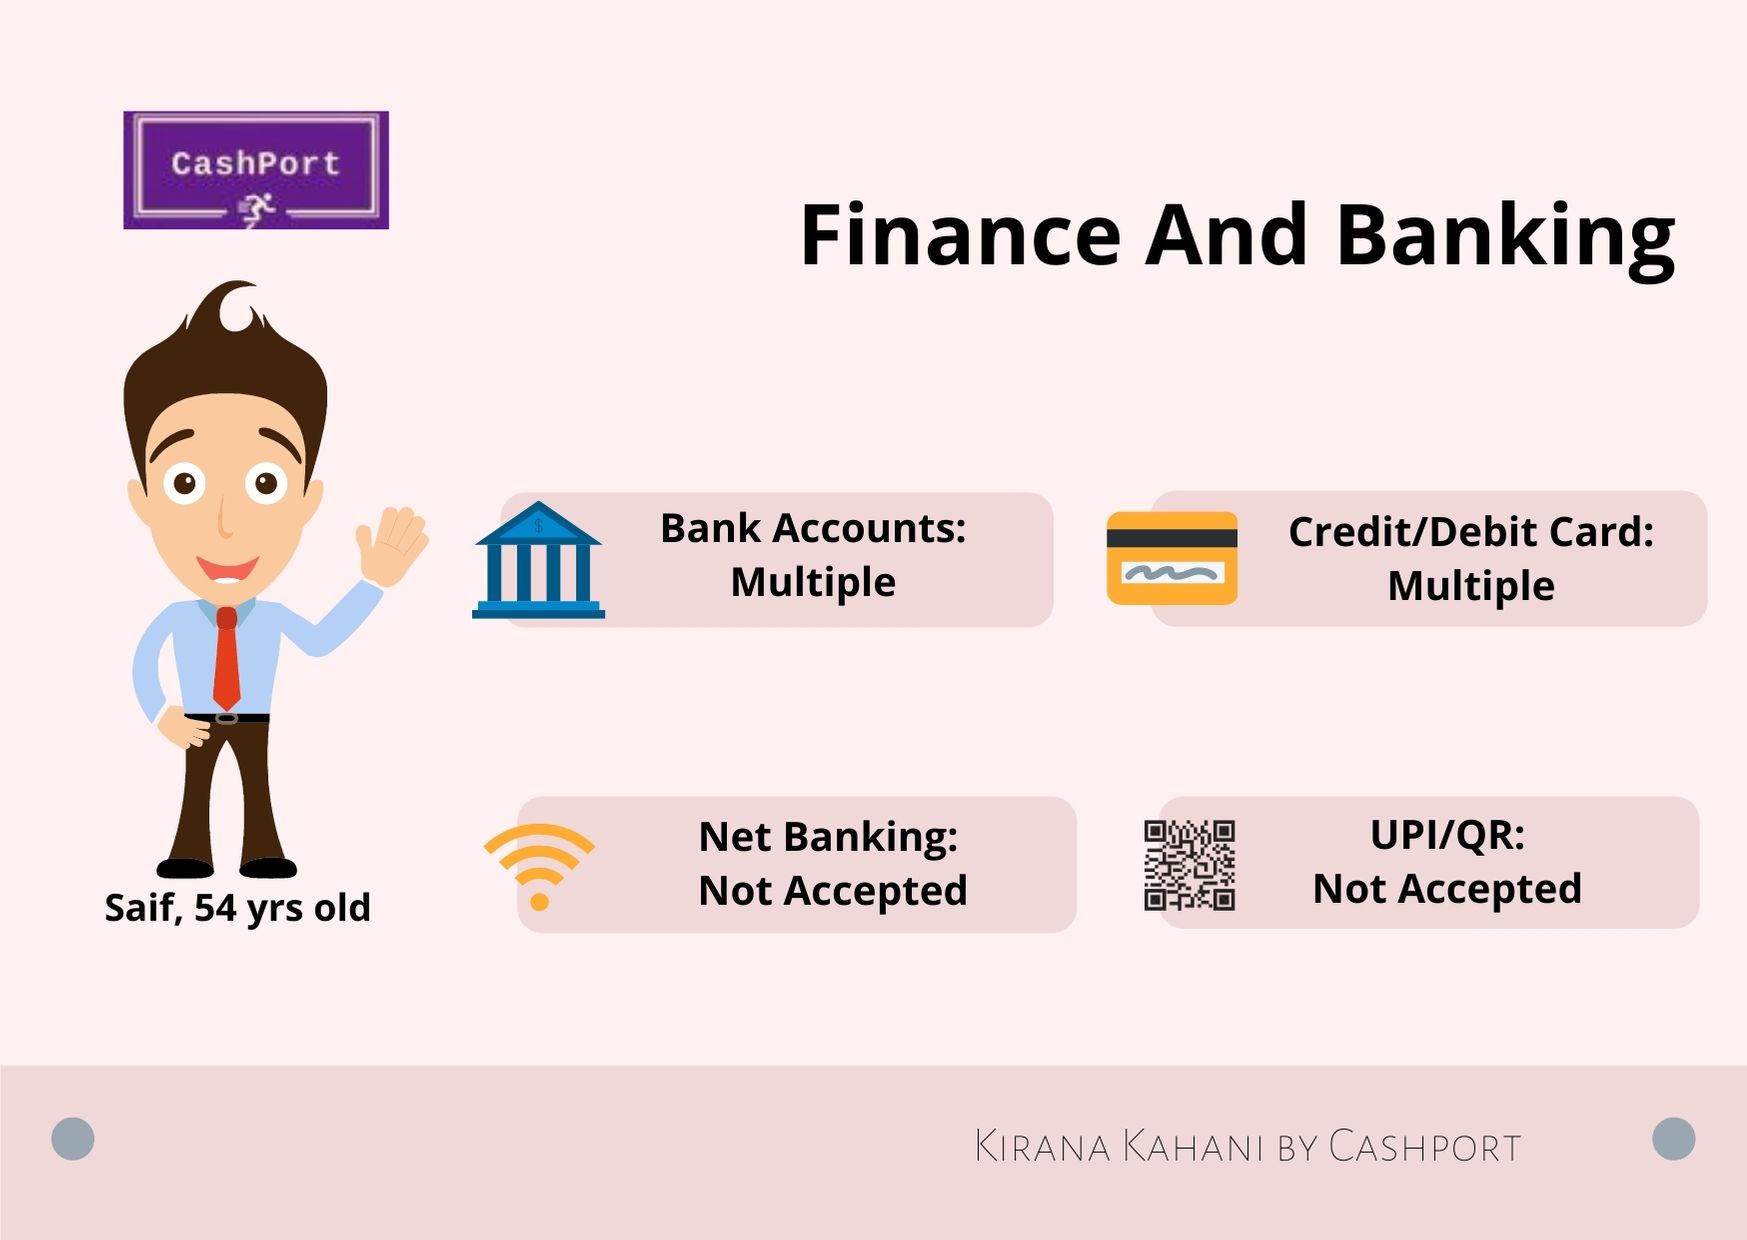 CashPort
Finance And Banking
Bank Accounts:
Multiple
Credit/Debit Card:
Multiple
Net Banking:
Not Accepted
UPI/QR:
Not Accepted
Saif, 54 yrs old
Kirana Kahani by Cashport